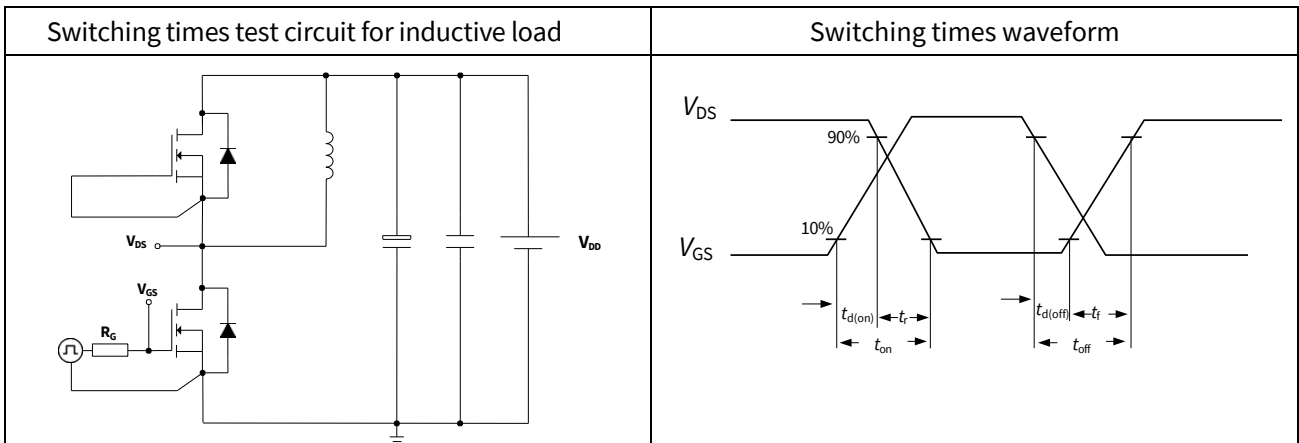 Switching times test circuit for inductive load
Switching times waveform
VDS
VGS
RG
VDD
VDS
90%
10%
VGS
td(on)
tr
ton
td(off)
tf
toff